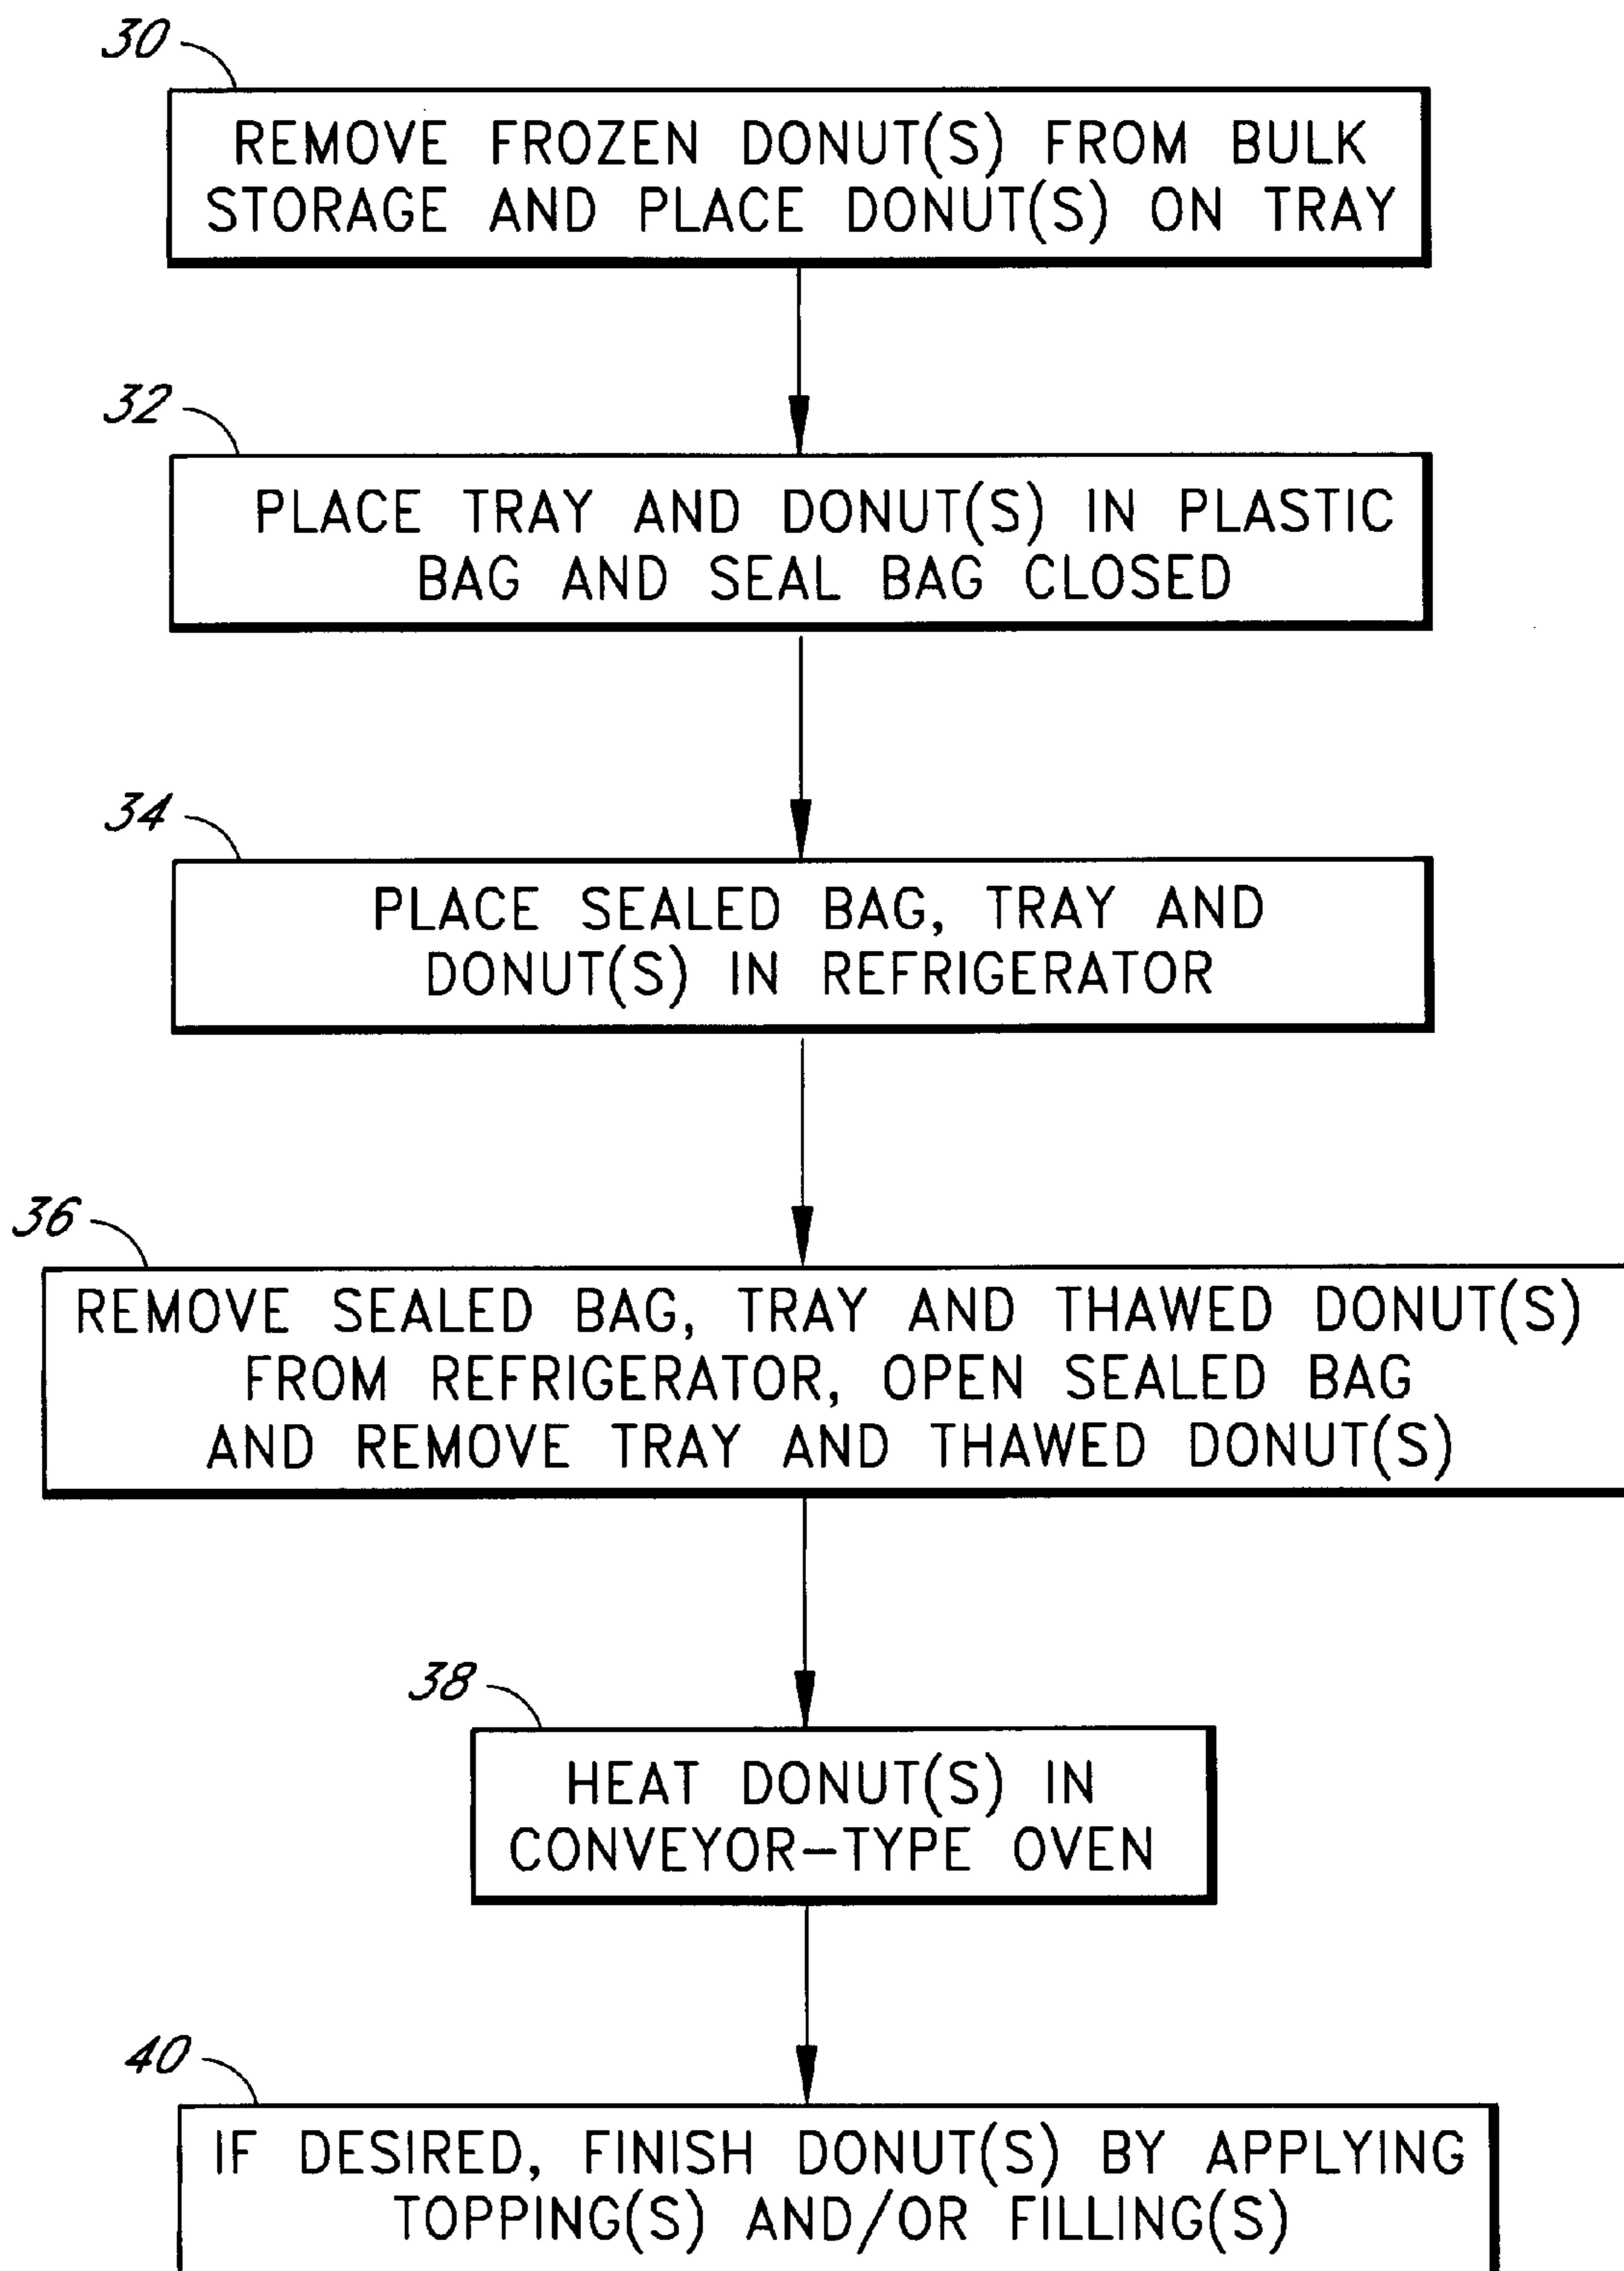 30
REMOVE FROZEN DONUT(S) FROM BULK
STORAGE AND PLACE DONUT(S) ON TRAY
32
PLACE TRAY AND DONUT(S) IN PLASTIC
BAG AND SEAL BAG CLOSED
34
PLACE SEALED BAG, TRAY AND
DONUT(S) IN REFRIGERATOR
36
REMOVE SEALED BAG, TRAY AND THAWED DONUT(S)
FROM REFRIGERATOR, OPEN SEALED BAG
AND REMOVE TRAY AND THAWED DONUT(S)
38
HEAT DONUT(S) IN
CONVEYOR-TYPE OVEN
40
IF DESIRED, FINISH DONUT(S) BY APPLYING
TOPPING(S) AND/OR FILLING(S)